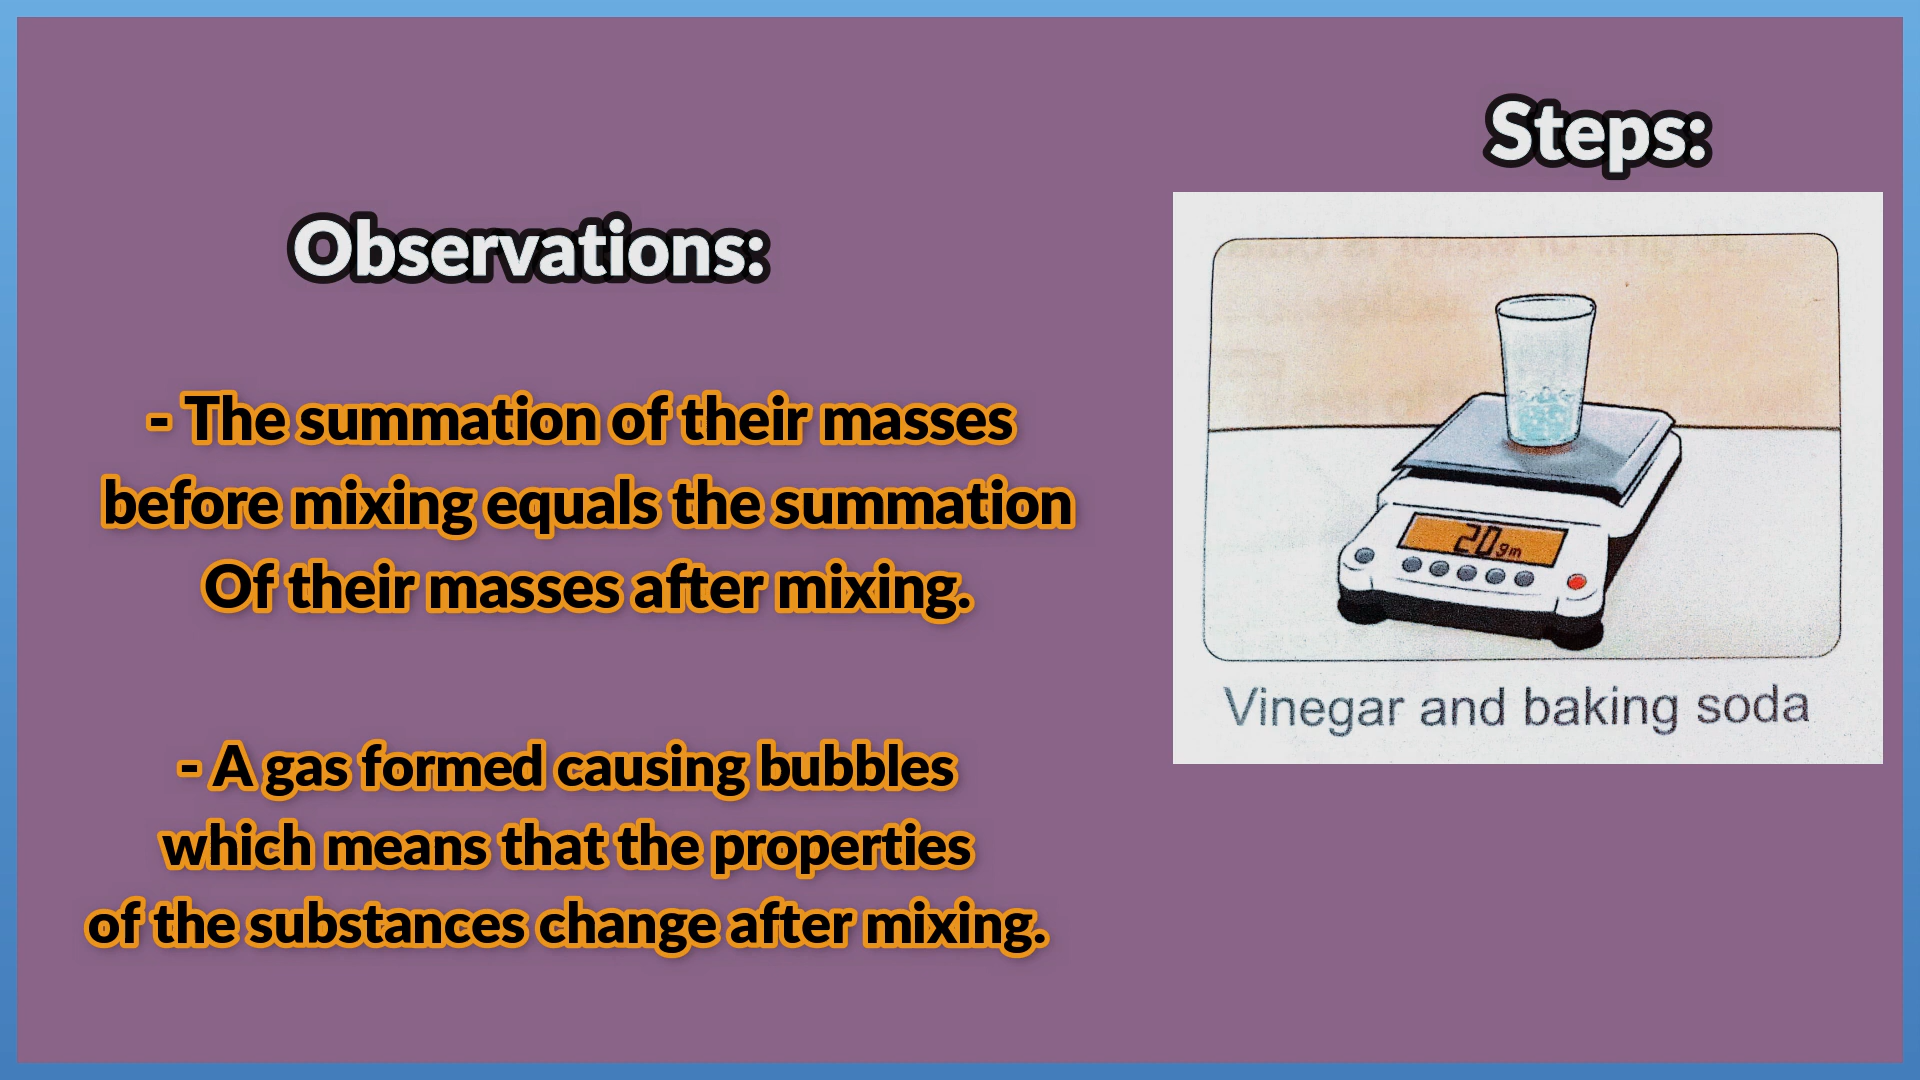 Steps:
Observations:
- The summation of their masses
before mixing equals the summation
Of their masses after mixing.
- A gas formed causing bubbles
which means that the properties
of the substances change after mixing.
20gm
Vinegar and baking soda